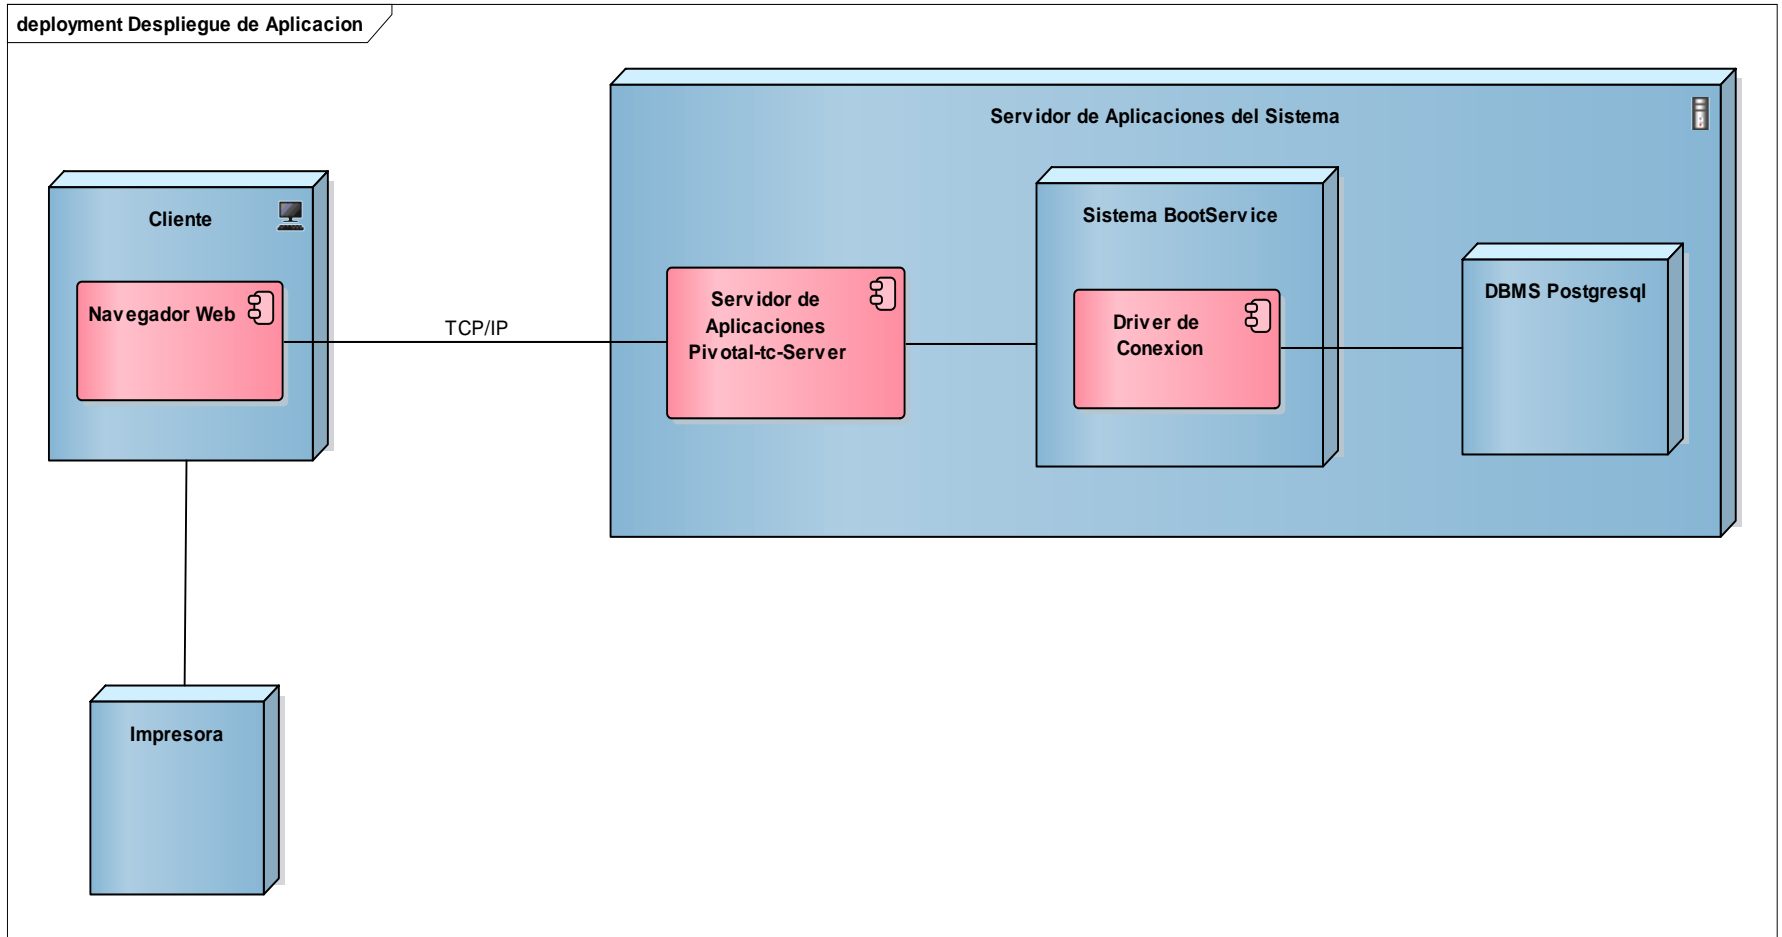 deployment Despliegue de Aplicacion
Servidor de Aplicaciones del Sistema
Cliente
Sistema BootService
Navegador Web
TCP/IP
Servidor de
Aplicaciones
Pivotal-tc-Server
Driver de
Conexion
DBMS Postgresql
Impresora